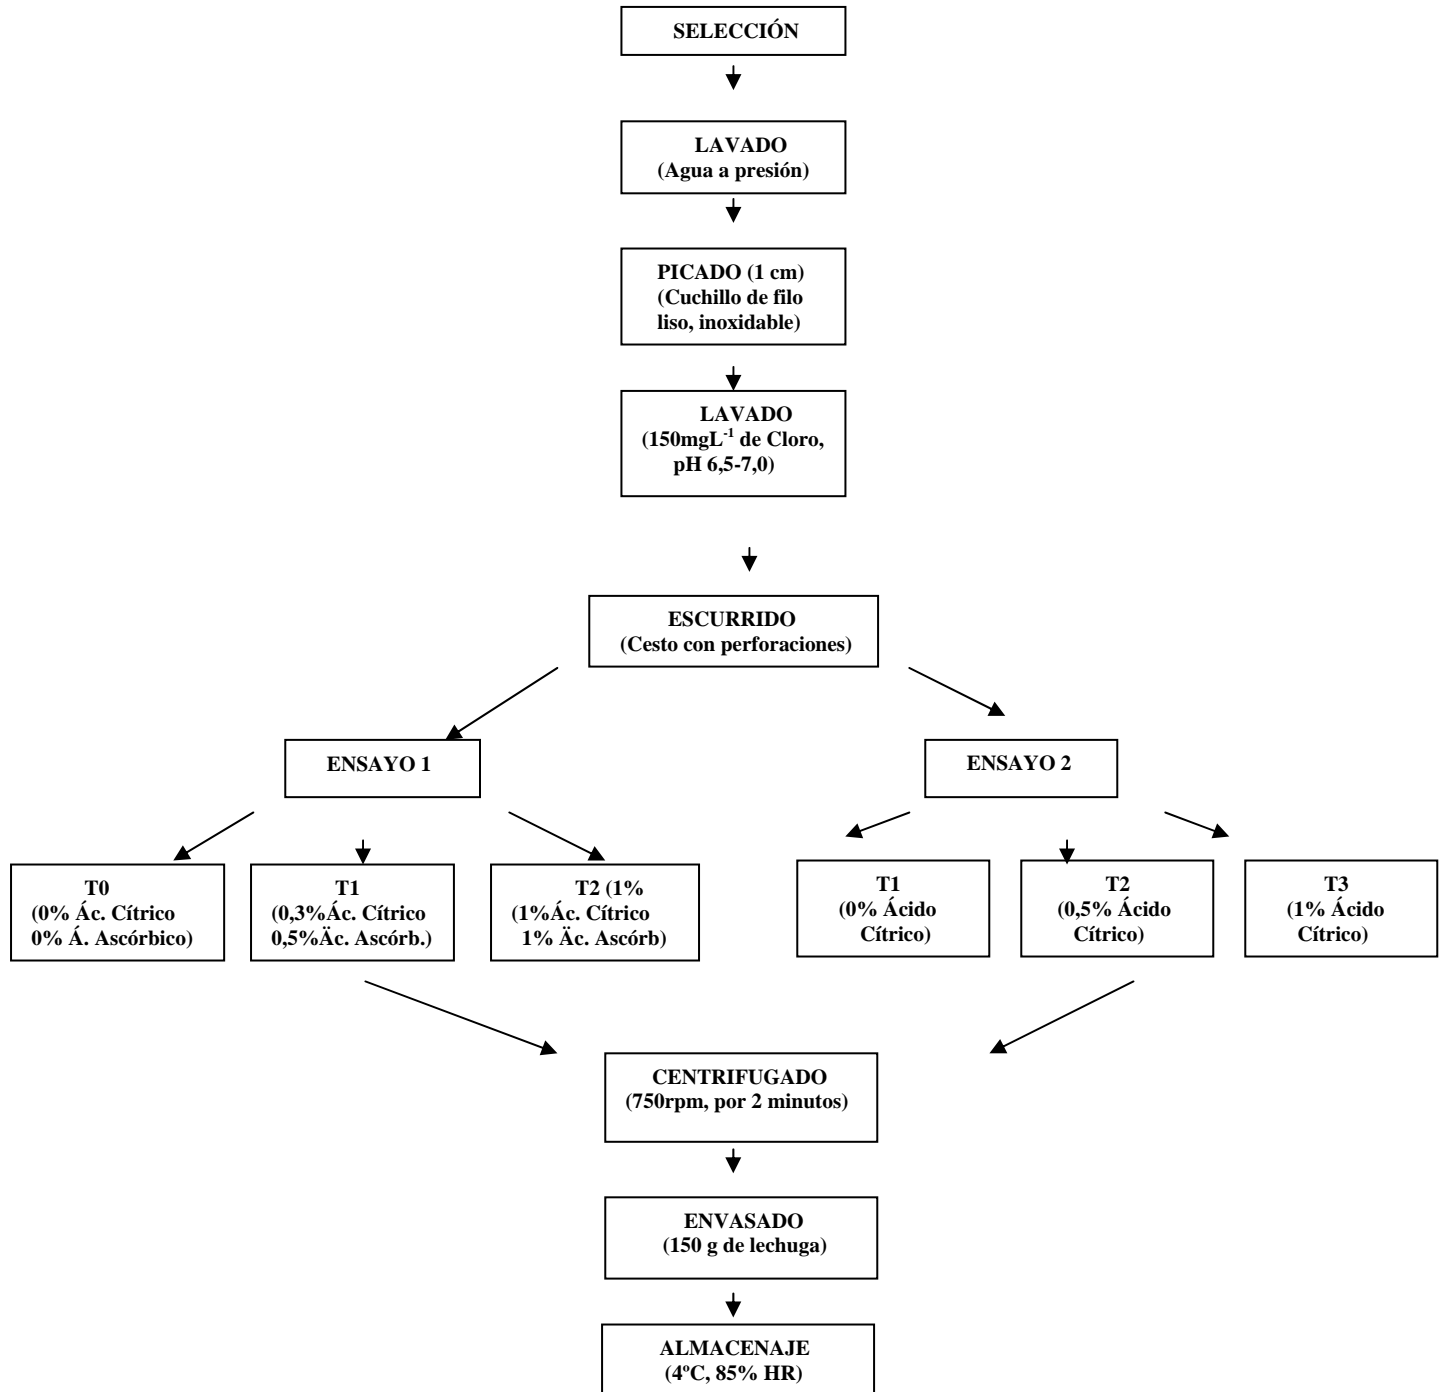 SELECCIÓN
LAVADO
(Agua a presión)
PICADO (1 cm)
(Cuchillo de filo
liso, inoxidable)
LAVADO
(150mgL⁻¹ de Cloro,
pH 6,5-7,0)
ESCURRIDO
(Cesto con perforaciones)
ENSAYO 1
ENSAYO 2
T0
(0% Ác. Cítrico
0% Á. Ascórbico)
T1
(0,3%Ác. Cítrico
0,5%Äc. Ascórb.)
T2 (1%
(1%Ác. Cítrico
1% Äc. Ascórb)
T1
(0% Ácido
Cítrico)
T2
(0,5% Ácido
Cítrico)
T3
(1% Ácido
Cítrico)
CENTRIFUGADO
(750rpm, por 2 minutos)
ENVASADO
(150 g de lechuga)
ALMACENAJE
(4ºC, 85% HR)